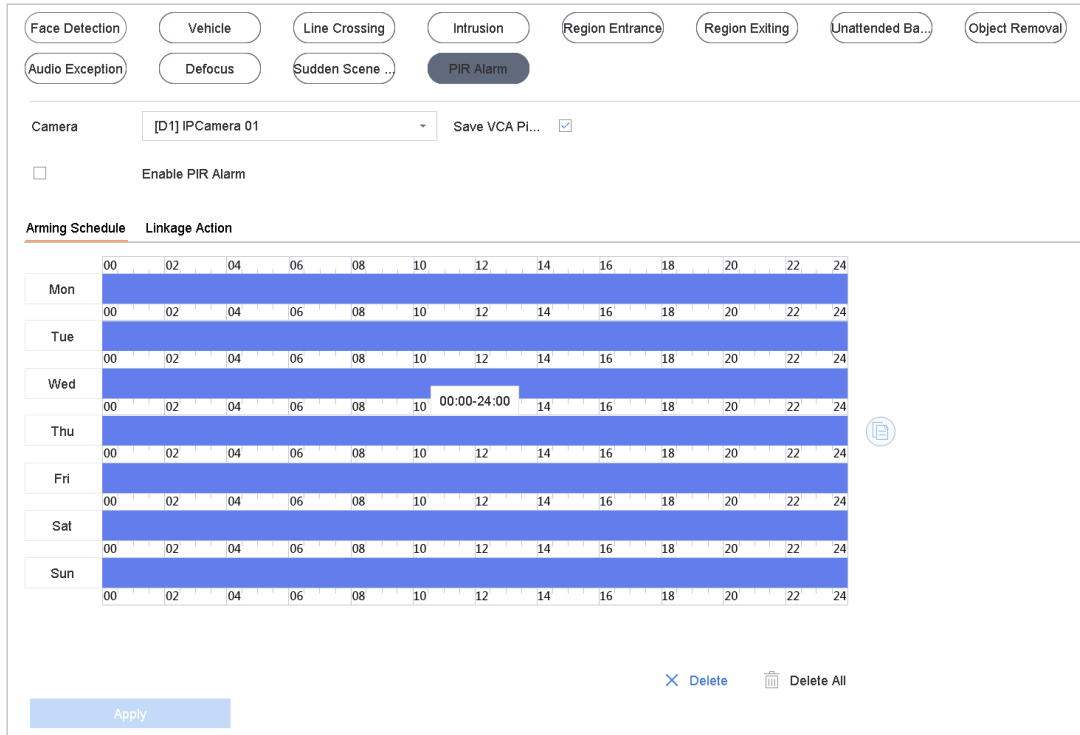 Face Detection Vehicle Line Crossing Intrusion Region Entrance Region Exiting Unattended Ba... Object Removal
Audio Exception Defocus Sudden Scene ... PIR Alarm
Camera [D1] IPCamera 01 Save VCA Pi...
Enable PIR Alarm
Arming Schedule Linkage Action
00 02 04 06 08 10 12 14 16 18 20 22 24
Mon
00 02 04 06 08 10 12 14 16 18 20 22 24
Tue
00 02 04 06 08 10 12 14 16 18 20 22 24
Wed
00 02 04 06 08 10 00:00-24:00 14 16 18 20 22 24
Thu
00 02 04 06 08 10 12 14 16 18 20 22 24
Fri
00 02 04 06 08 10 12 14 16 18 20 22 24
Sat
00 02 04 06 08 10 12 14 16 18 20 22 24
Sun
00 02 04 06 08 10 12 14 16 18 20 22 24
Delete Delete All
Apply